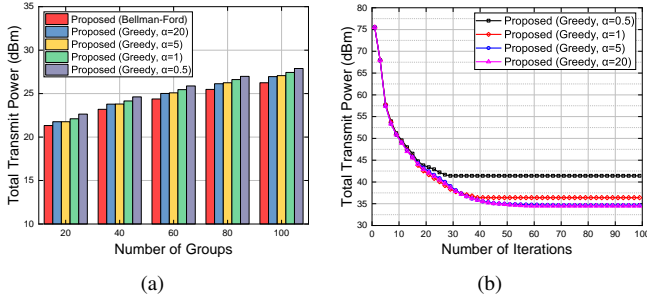 35
30
25
20
15
10
Total Transmit Power (dBm)
Proposed (Bellman-Ford)
Proposed (Greedy, α=20)
Proposed (Greedy, α=5)
Proposed (Greedy, α=1)
Proposed (Greedy, α=0.5)
20 40 60 80 100
Number of Groups
(a)
80
75
70
65
60
55
50
45
40
35
30
Total Transmit Power (dBm)
Proposed (Greedy, α=0.5)
Proposed (Greedy, α=1)
Proposed (Greedy, α=5)
Proposed (Greedy, α=20)
0 10 20 30 40 50 60 70 80 90 100
Number of Iterations
(b)